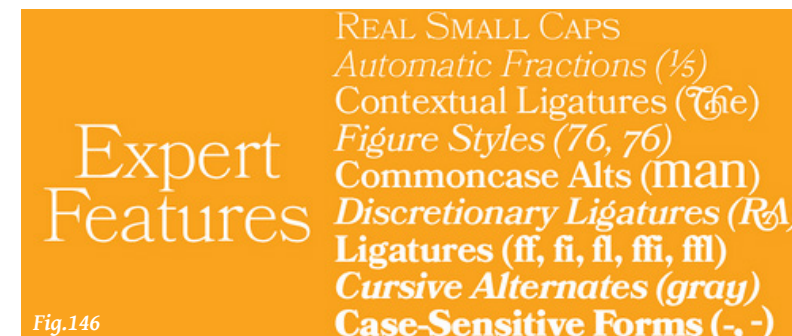 Expert
Features
Real Small Caps
Automatic Fractions (⅕)
Contextual Ligatures (The)
Figure Styles (76, 76)
Commoncase Alts (man)
Discretionary Ligatures (RA)
Ligatures (ff, fi, fl, ffi, ffl)
Cursive Alternates (gray)
Case-Sensitive Forms (-, -)
Fig.146